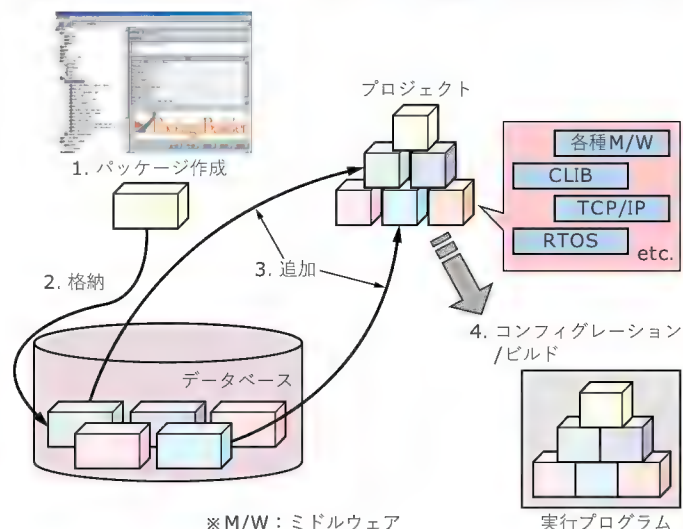 プロジェクト
1. パッケージ作成
各種M/W
CLIB
TCP/IP
RTOS
etc.
2. 格納
3. 追加
4. コンフィグレーション
/ビルド
データベース
※M/W：ミドルウェア
実行プログラム